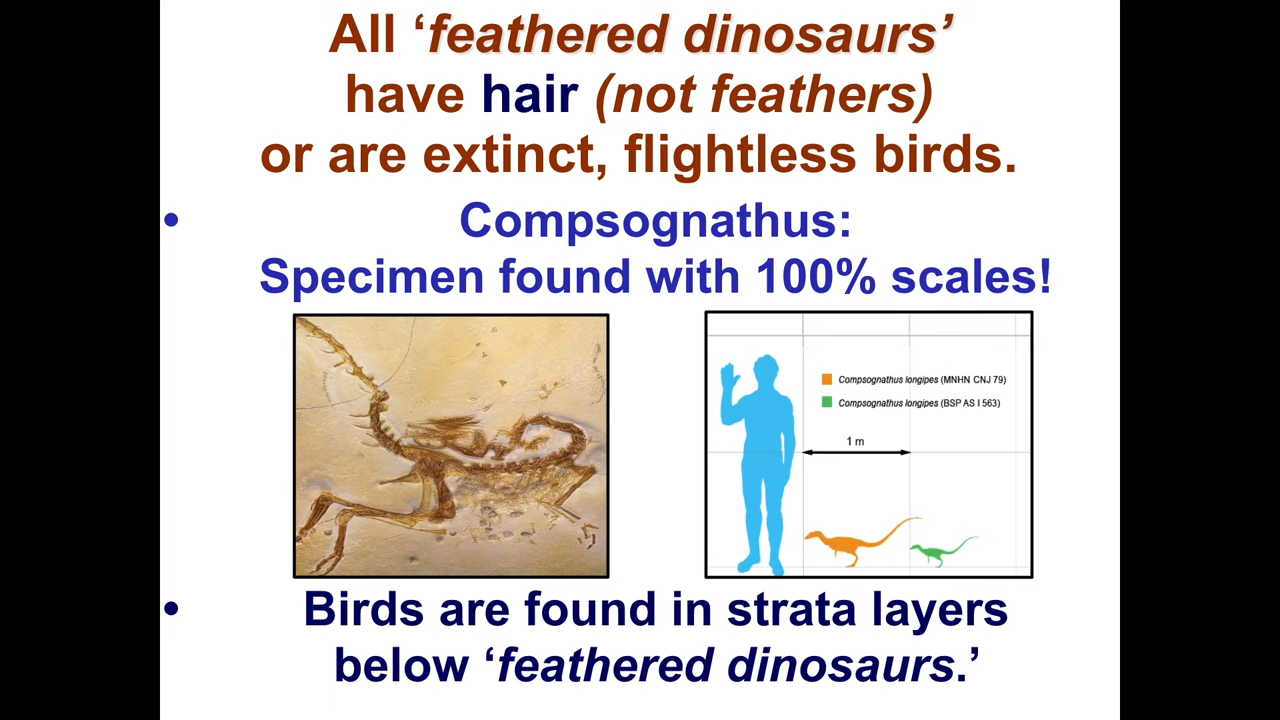 All ‘feathered dinosaurs’
have hair (not feathers)
or are extinct, flightless birds.
• Compsognathus:
Specimen found with 100% scales!
Compsognathus longipes (MNHN CNJ 79)
Compsognathus longipes (BSP AS I 563)
1 m
• Birds are found in strata layers
below ‘feathered dinosaurs.’